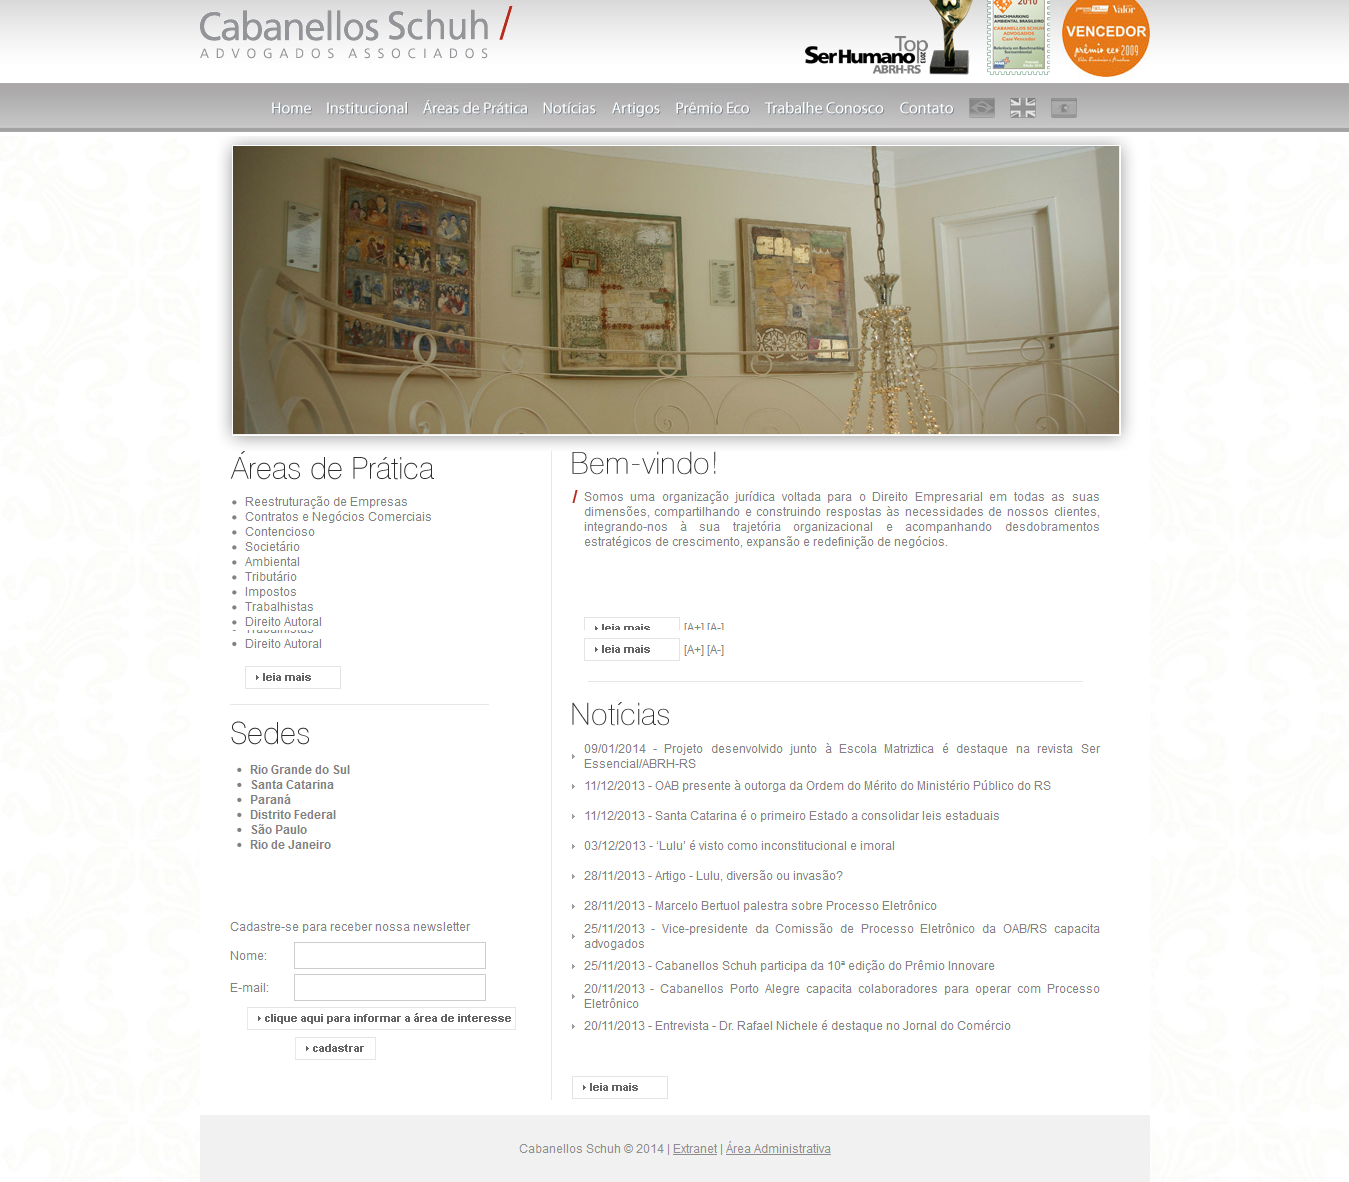 Cabanellos Schuh /
ADVOGADOS ASSOCIADOS
Top
SerHumano 2013
ABRH-RS
2010
BENCHMARKING
AMBIENTAL BRASILEIRO
CABANELLOS SCHUH
ADVOGADOS
Case Vencedor
Valor
VENCEDOR
prêmio eco
2009
Home Institucional Áreas de Prática Notícias Artigos Prêmio Eco Trabalhe Conosco Contato
Áreas de Prática
Reestruturação de Empresas
Contratos e Negócios Comerciais
Contencioso
Societário
Ambiental
Tributário
Impostos
Trabalhistas
Direito Autoral
Trabalhistas
Direito Autoral
leia mais
Sedes
Rio Grande do Sul
Santa Catarina
Paraná
Distrito Federal
São Paulo
Rio de Janeiro
Cadastre-se para receber nossa newsletter
Nome:
E-mail:
clique aqui para informar a área de interesse
cadastrar
Bem-vindo!
/ Somos uma organização jurídica voltada para o Direito Empresarial em todas as suas
dimensões, compartilhando e construindo respostas às necessidades de nossos clientes,
integrando-nos à sua trajetória organizacional e acompanhando desdobramentos
estratégicos de crescimento, expansão e redefinição de negócios.
leia mais [A+] [A-]
leia mais [A+] [A-]
Notícias
09/01/2014 - Projeto desenvolvido junto à Escola Matriztica é destaque na revista Ser
Essencial/ABRH-RS
11/12/2013 - OAB presente à outorga da Ordem do Mérito do Ministério Público do RS
11/12/2013 - Santa Catarina é o primeiro Estado a consolidar leis estaduais
03/12/2013 - ‘Lulu’ é visto como inconstitucional e imoral
28/11/2013 - Artigo - Lulu, diversão ou invasão?
28/11/2013 - Marcelo Bertuol palestra sobre Processo Eletrônico
25/11/2013 - Vice-presidente da Comissão de Processo Eletrônico da OAB/RS capacita
advogados
25/11/2013 - Cabanellos Schuh participa da 10ª edição do Prêmio Innovare
20/11/2013 - Cabanellos Porto Alegre capacita colaboradores para operar com Processo
Eletrônico
20/11/2013 - Entrevista - Dr. Rafael Nichele é destaque no Jornal do Comércio
leia mais
Cabanellos Schuh © 2014 | Extranet | Área Administrativa